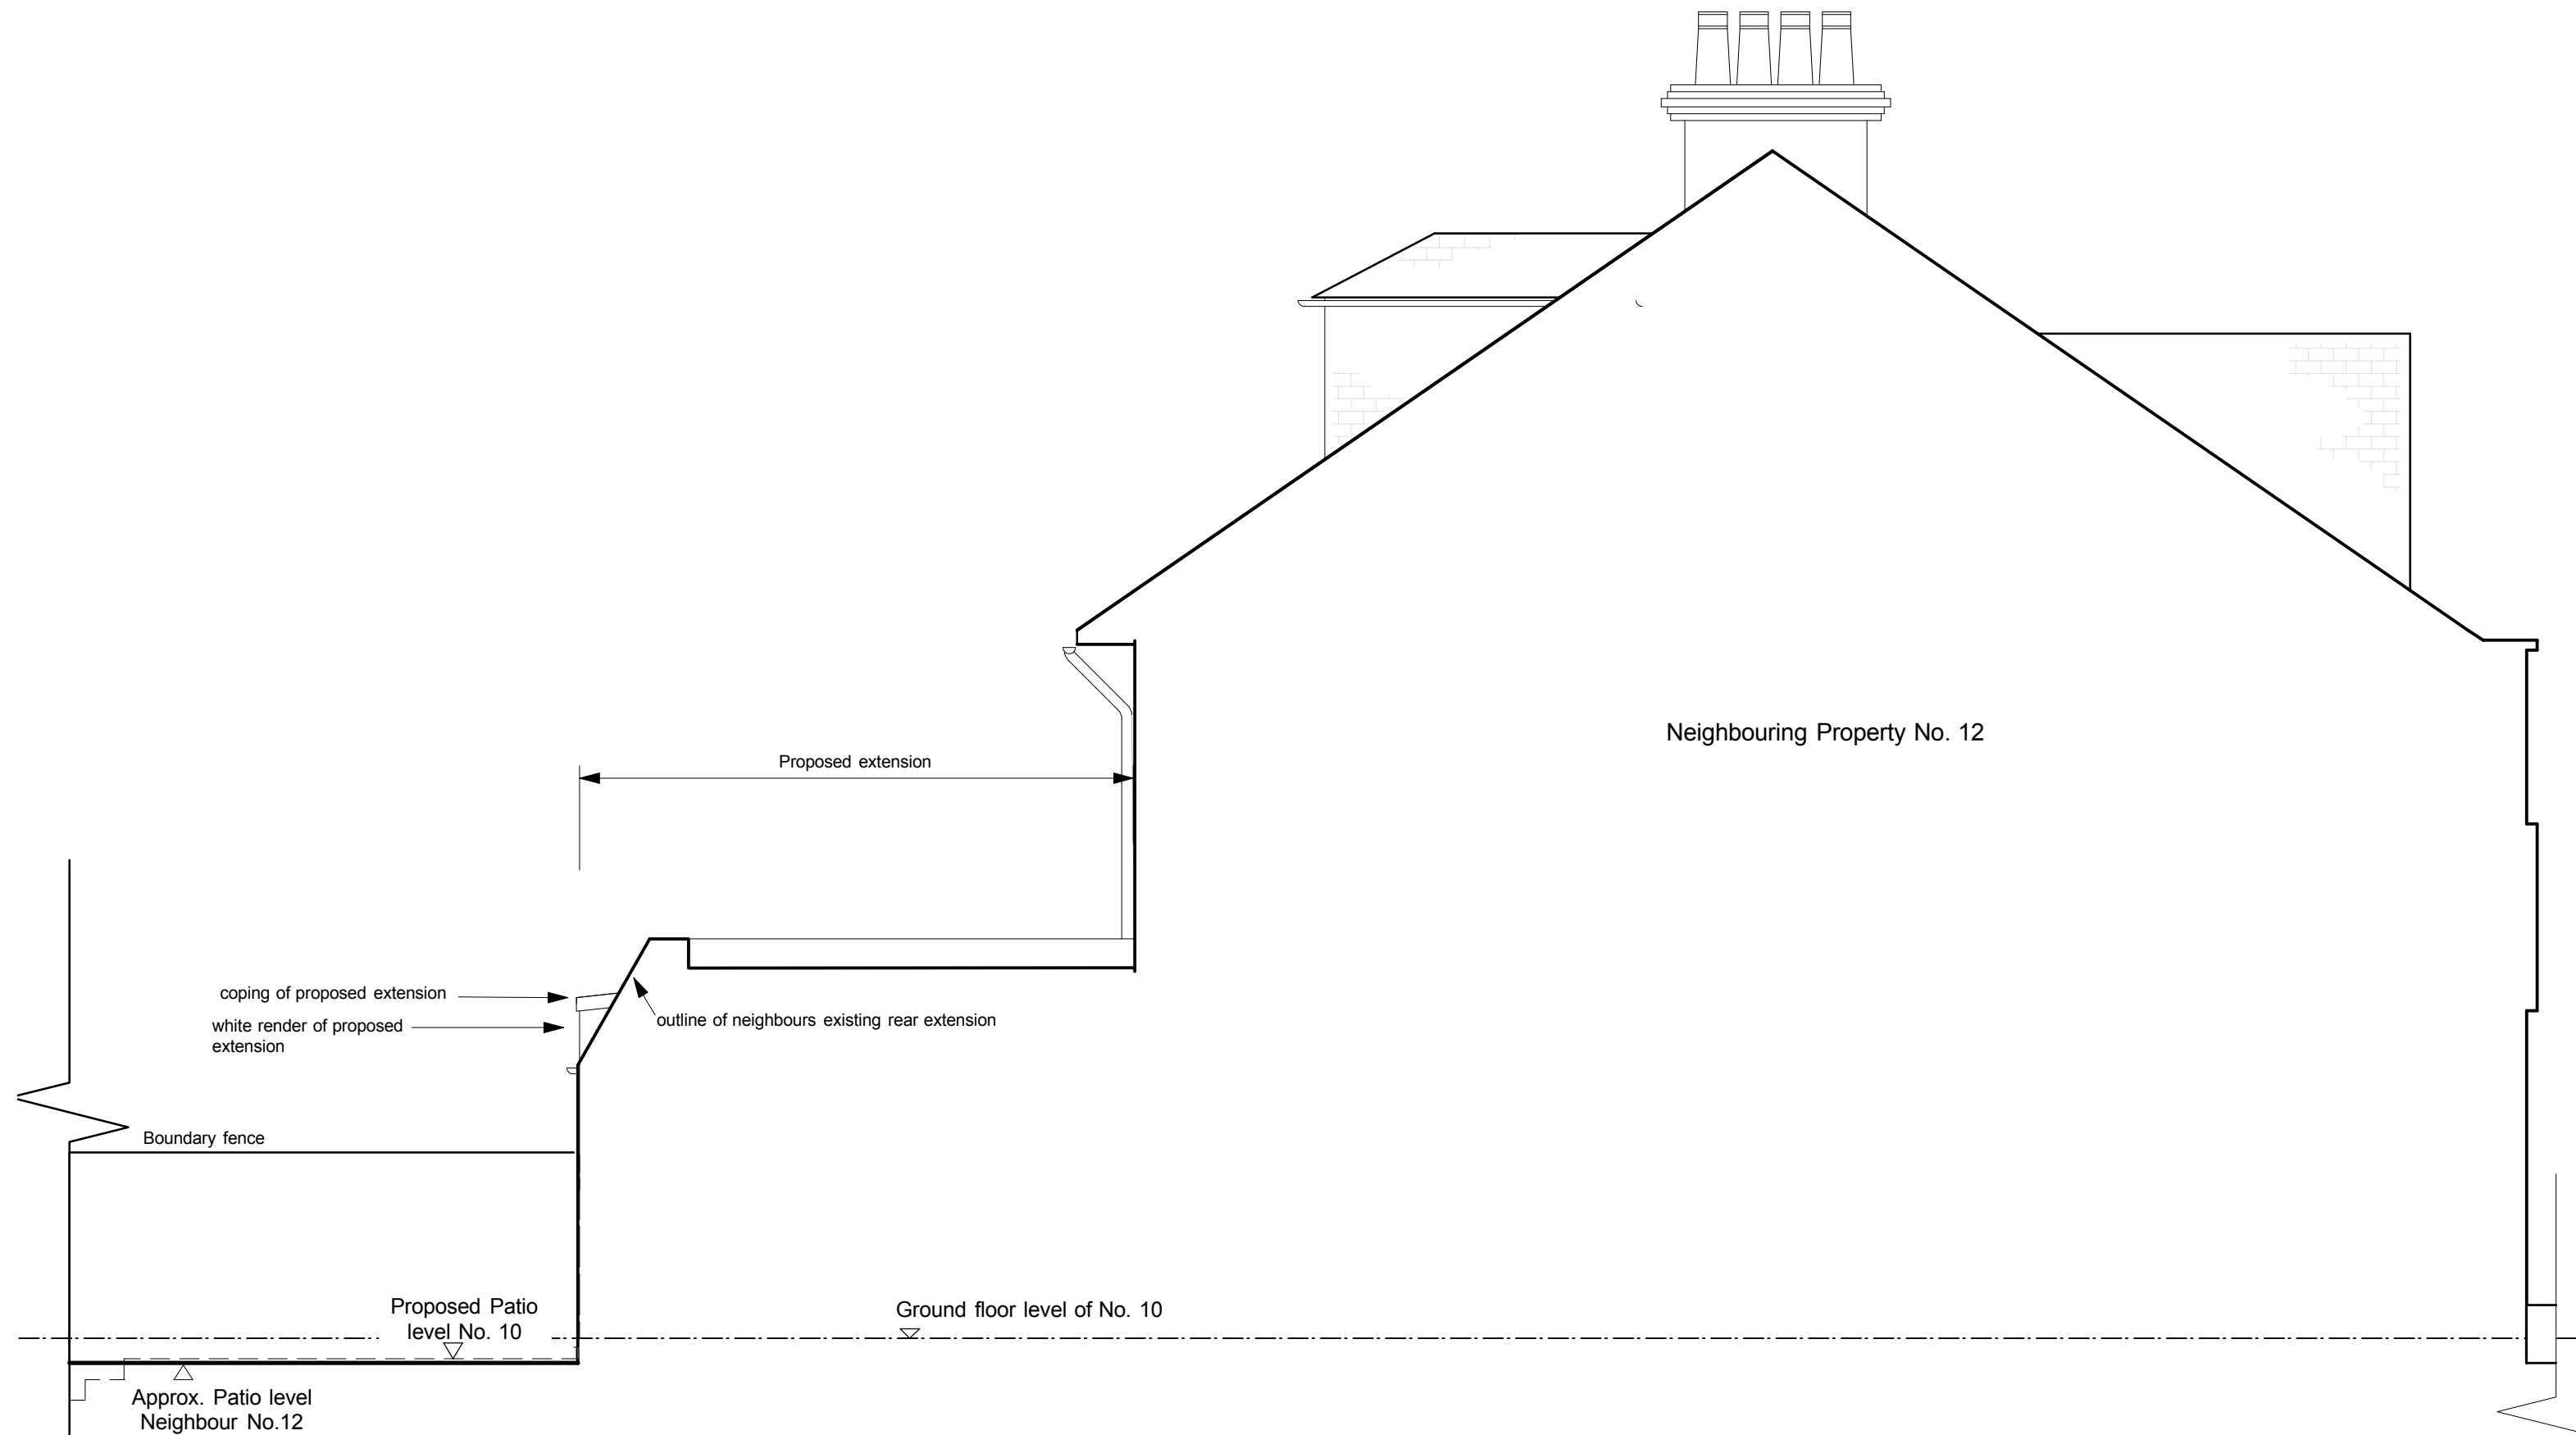 Neighbouring Property No. 12
Proposed extension
coping of proposed extension
white render of proposed
extension
outline of neighbours existing rear extension
Boundary fence
Proposed Patio
level No. 10
Ground floor level of No. 10
Approx. Patio level
Neighbour No.12